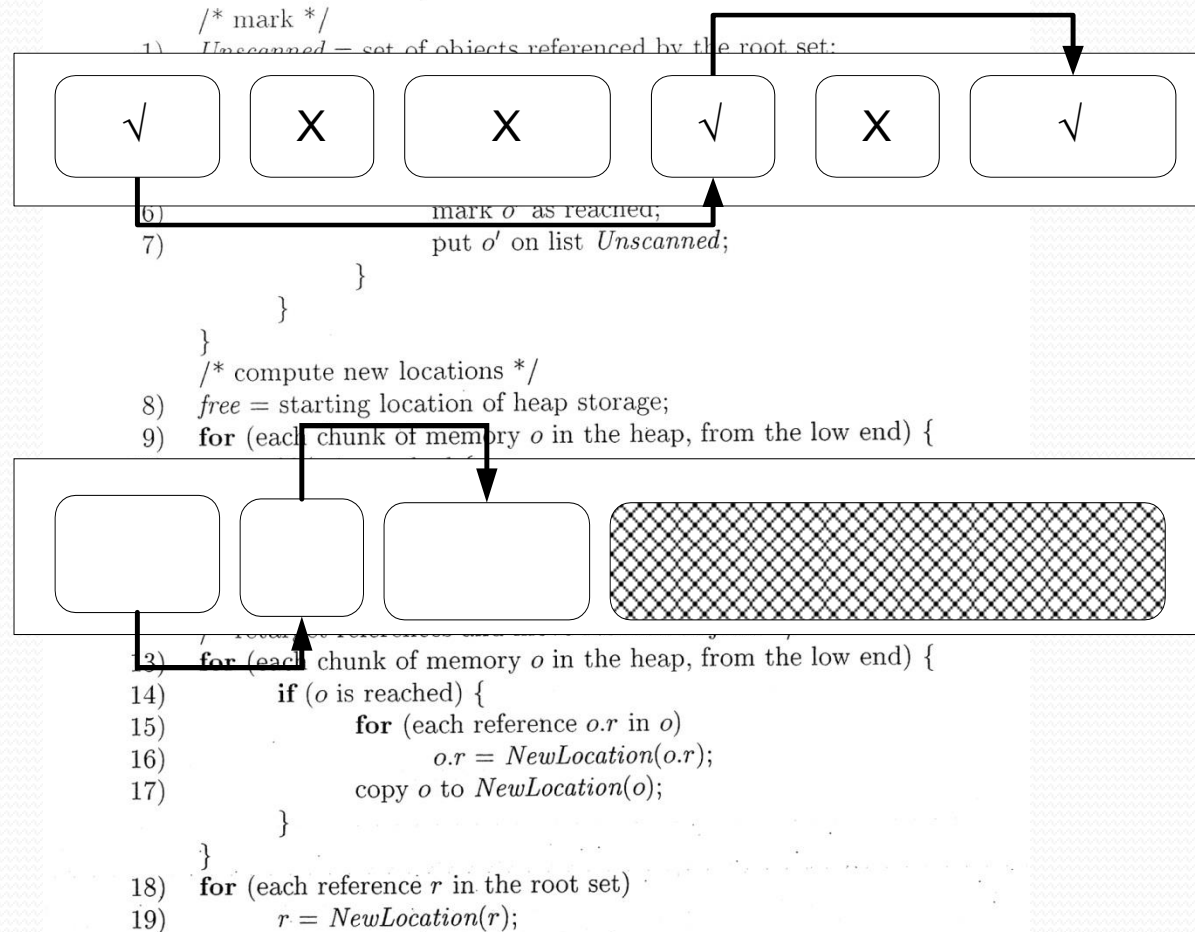 /* mark */
1) Unscanned = set of objects referenced by the root set;
√ X X √ X √
6) mark o' as reached;
7) put o′ on list Unscanned;
}
}
}
/* compute new locations */
8) free = starting location of heap storage;
9) for (each chunk of memory o in the heap, from the low end) {
13) for (each chunk of memory o in the heap, from the low end) {
14) if (o is reached) {
15) for (each reference o.r in o)
16) o.r = NewLocation(o.r);
17) copy o to NewLocation(o);
}
}
18) for (each reference r in the root set)
19) r = NewLocation(r);